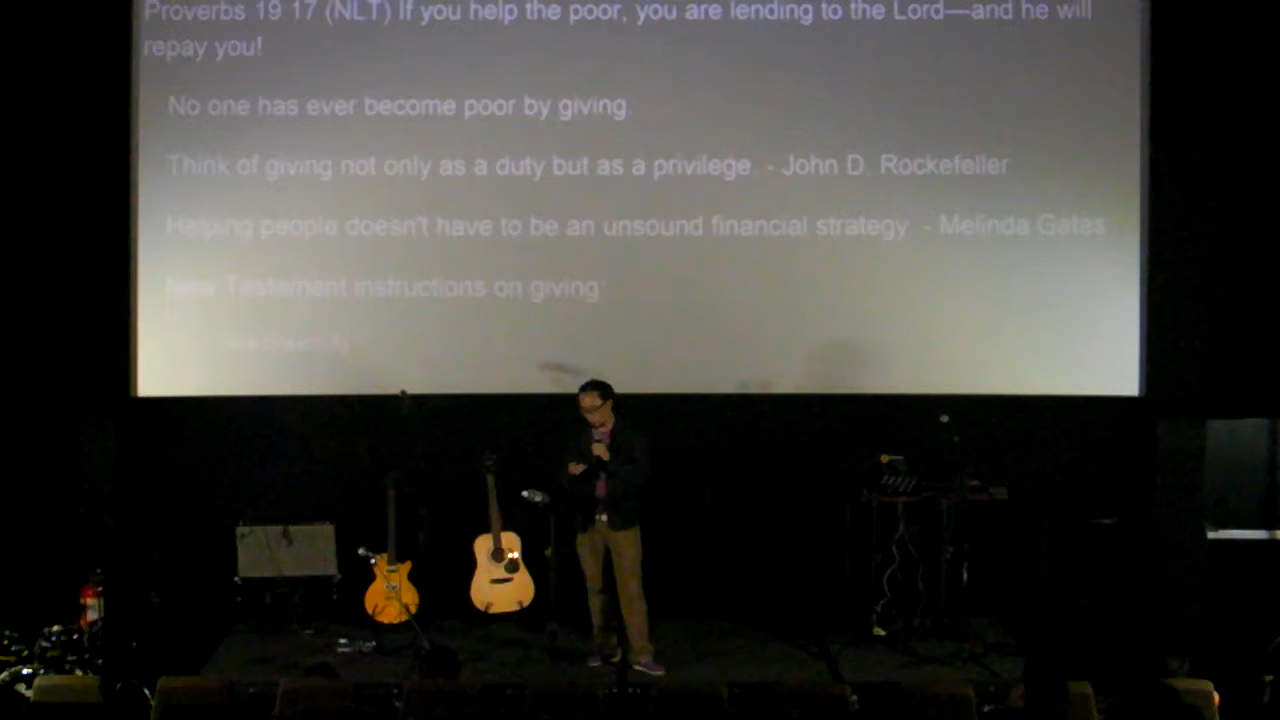 Proverbs 19:17 (NLT) If you help the poor, you are lending to the Lord—and he will
repay you!
No one has ever become poor by giving.
Think of giving not only as a duty but as a privilege. - John D. Rockefeller
Helping people doesn't have to be an unsound financial strategy. - Melinda Gates
New Testament instructions on giving: